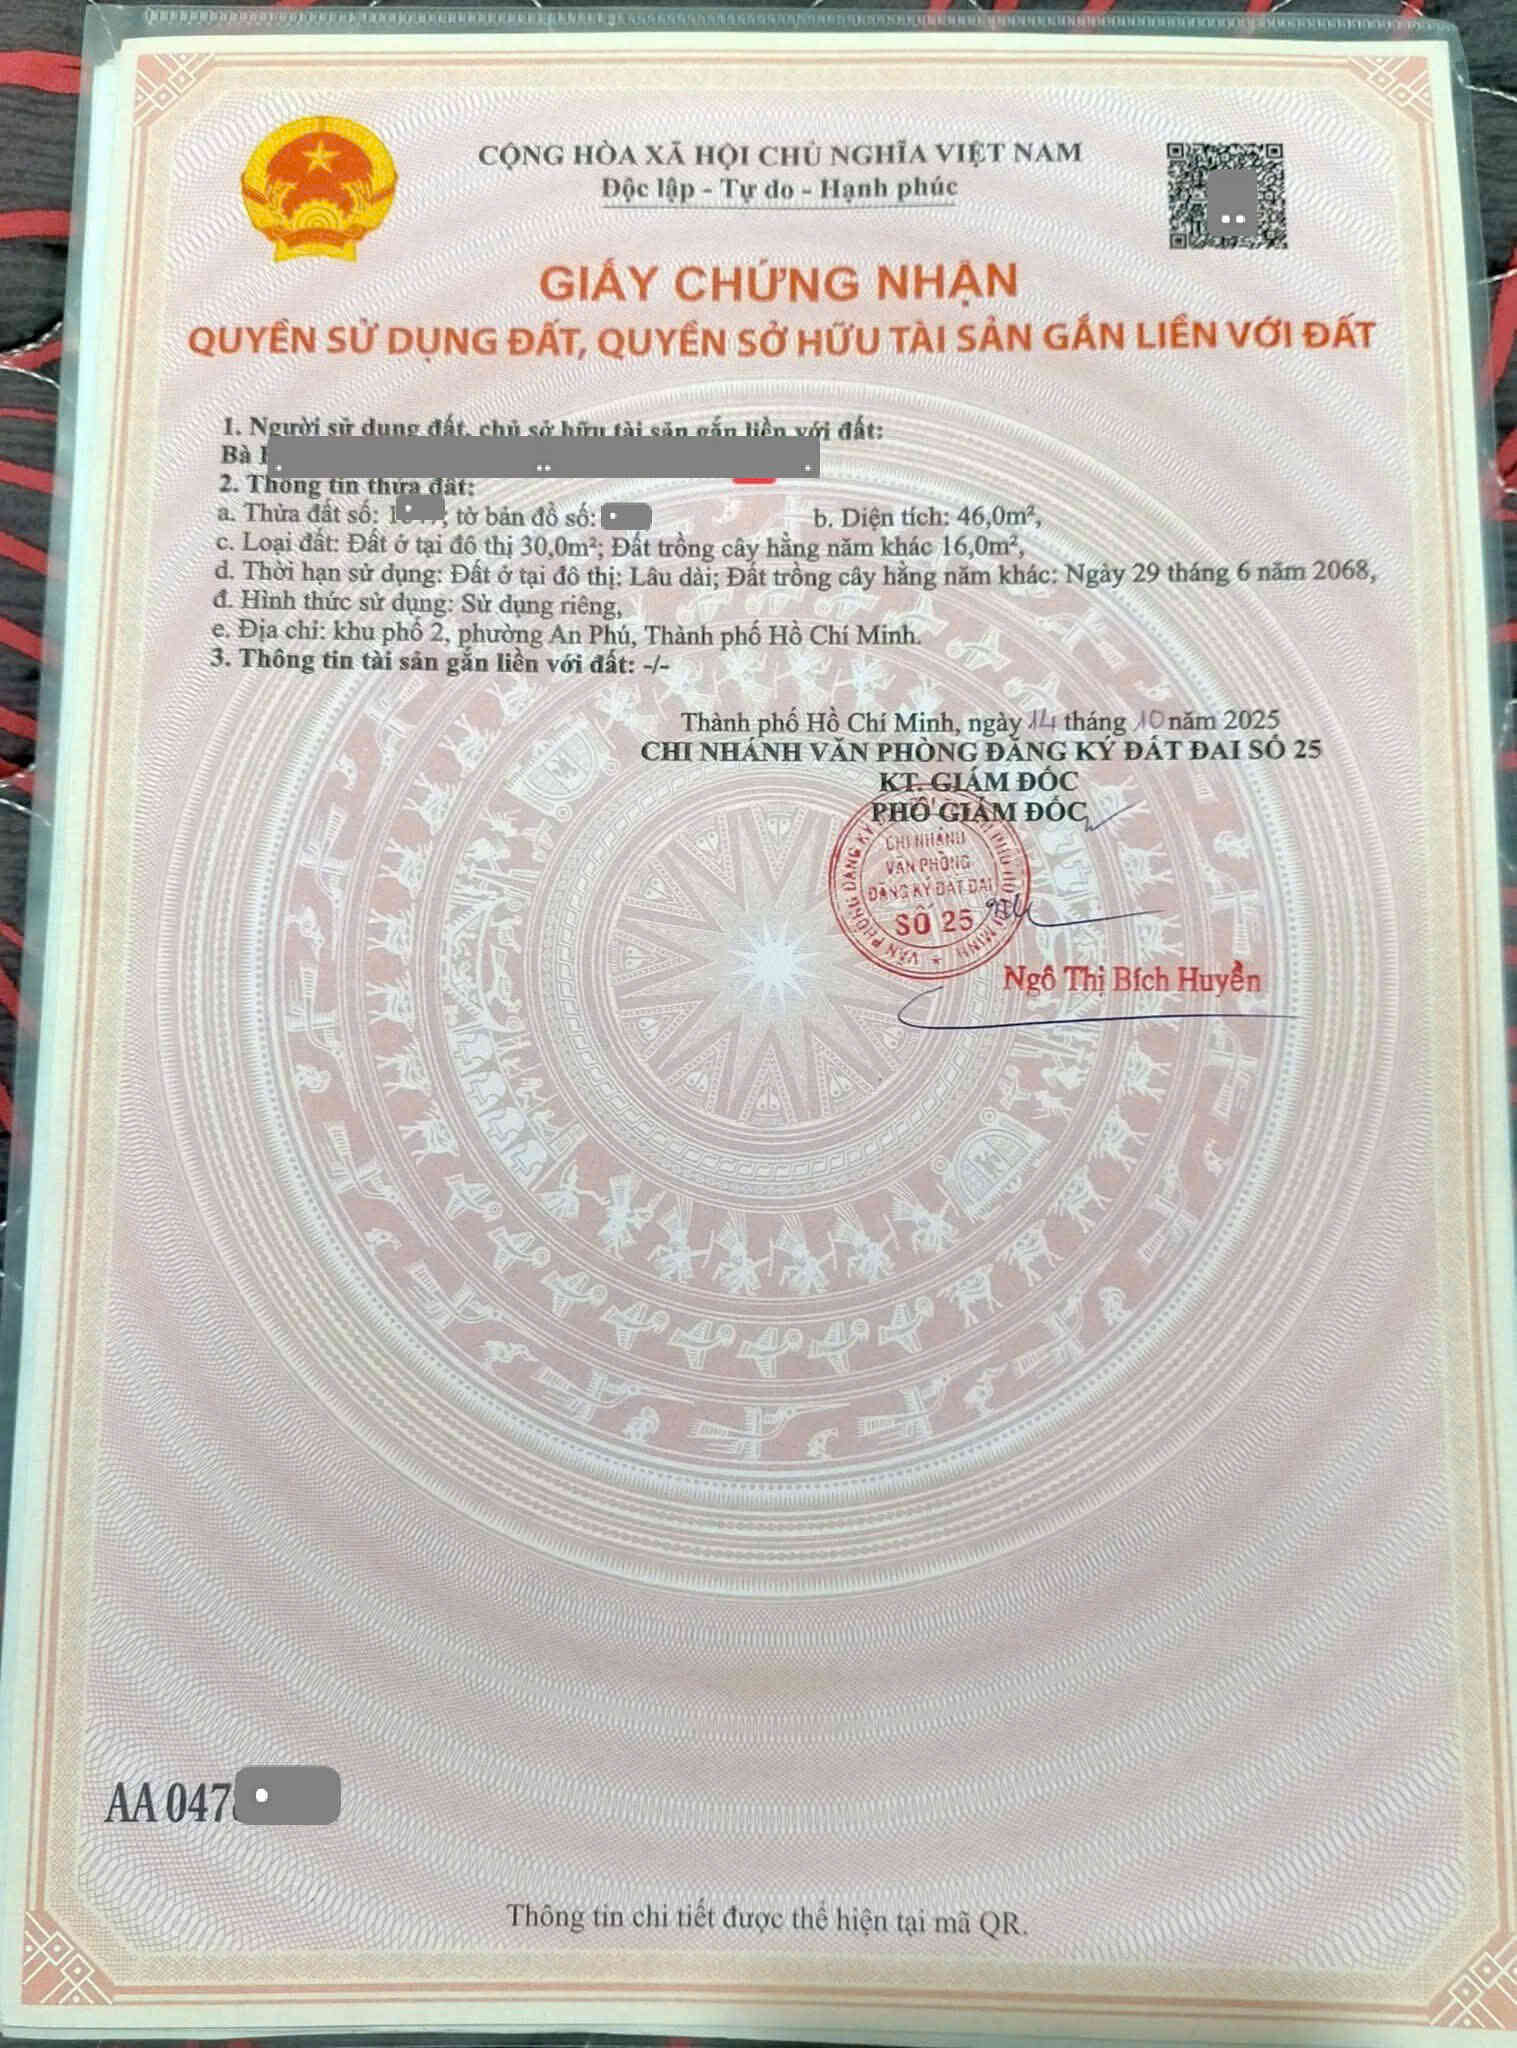 CỘNG HÒA XÃ HỘI CHỦ NGHĨA VIỆT NAM
Độc lập - Tự do - Hạnh phúc
GIẤY CHỨNG NHẬN
QUYỀN SỬ DỤNG ĐẤT, QUYỀN SỞ HỮU TÀI SẢN GẮN LIỀN VỚI ĐẤT
1. Người sử dụng đất, chủ sở hữu tài sản gắn liền với đất:
Bà
2. Thông tin thửa đất:
a. Thửa đất số: ; tờ bản đồ số: b. Diện tích: 46,0m²,
c. Loại đất: Đất ở tại đô thị 30,0m²; Đất trồng cây hằng năm khác 16,0m²,
d. Thời hạn sử dụng: Đất ở tại đô thị: Lâu dài; Đất trồng cây hằng năm khác: Ngày 29 tháng 6 năm 2068,
đ. Hình thức sử dụng: Sử dụng riêng,
e. Địa chỉ: khu phố 2, phường An Phú, Thành phố Hồ Chí Minh.
3. Thông tin tài sản gắn liền với đất: -/-
Thành phố Hồ Chí Minh, ngày 14 tháng 10 năm 2025
CHI NHÁNH VĂN PHÒNG ĐĂNG KÝ ĐẤT ĐAI SỐ 25
KT. GIÁM ĐỐC
PHÓ GIÁM ĐỐC
CHI NHÁNH
VĂN PHÒNG
ĐĂNG KÝ ĐẤT ĐAI
SỐ 25
Ngô Thị Bích Huyền
AA 047
Thông tin chi tiết được thể hiện tại mã QR.